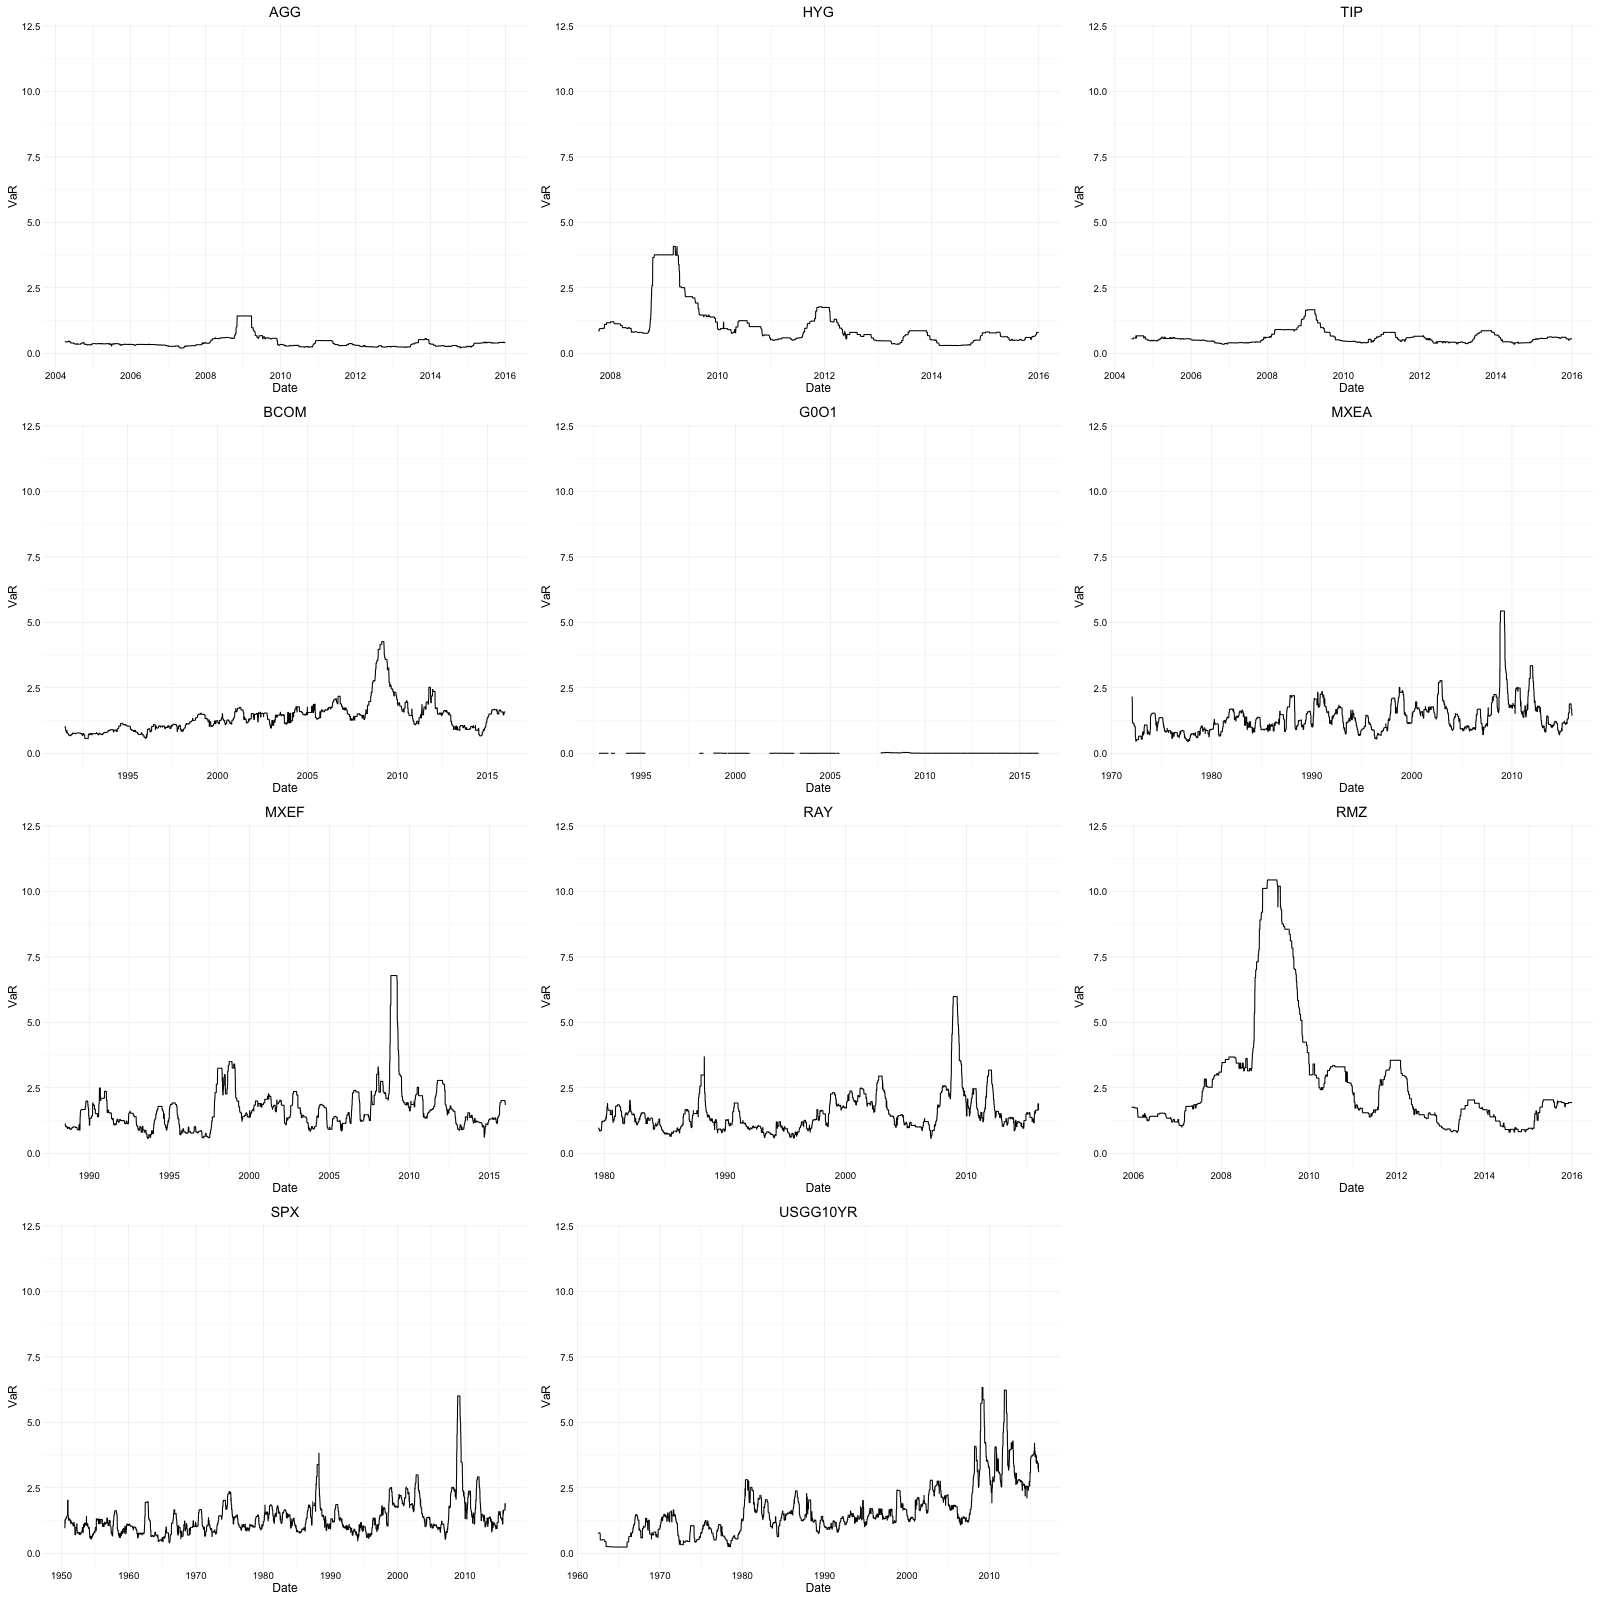 AGG HYG TIP
12.5 12.5 12.5
10.0 10.0 10.0
7.5 7.5 7.5
VaR VaR VaR
5.0 5.0 5.0
2.5 2.5 2.5
0.0 0.0 0.0
2004 2006 2008 2010 2012 2014 2016 2008 2010 2012 2014 2016 2004 2006 2008 2010 2012 2014 2016
Date Date Date
BCOM G0O1 MXEA
12.5 12.5 12.5
10.0 10.0 10.0
7.5 7.5 7.5
VaR VaR VaR
5.0 5.0 5.0
2.5 2.5 2.5
0.0 0.0 0.0
1995 2000 2005 2010 2015 1995 2000 2005 2010 2015 1970 1980 1990 2000 2010
Date Date Date
MXEF RAY RMZ
12.5 12.5 12.5
10.0 10.0 10.0
7.5 7.5 7.5
VaR VaR VaR
5.0 5.0 5.0
2.5 2.5 2.5
0.0 0.0 0.0
1990 1995 2000 2005 2010 2015 1980 1990 2000 2010 2006 2008 2010 2012 2014 2016
Date Date Date
SPX USGG10YR
12.5 12.5
10.0 10.0
7.5 7.5
VaR VaR
5.0 5.0
2.5 2.5
0.0 0.0
1950 1960 1970 1980 1990 2000 2010 1960 1970 1980 1990 2000 2010
Date Date